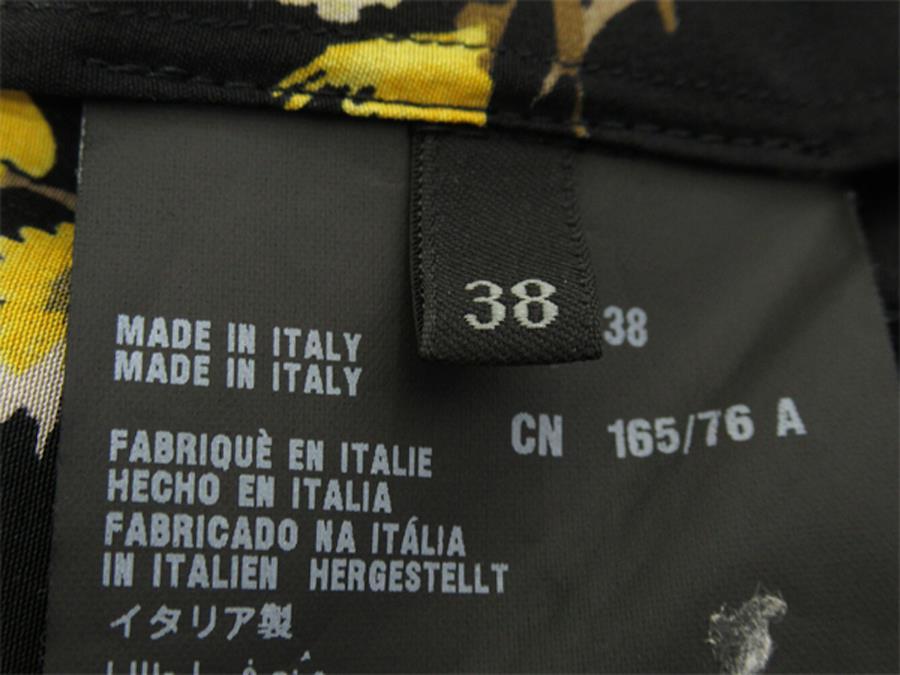 38
38
MADE IN ITALY
MADE IN ITALY
CN 165/76 A
FABRIQUÈ EN ITALIE
HECHO EN ITALIA
FABRICADO NA ITÁLIA
IN ITALIEN HERGESTELLT
イタリア製